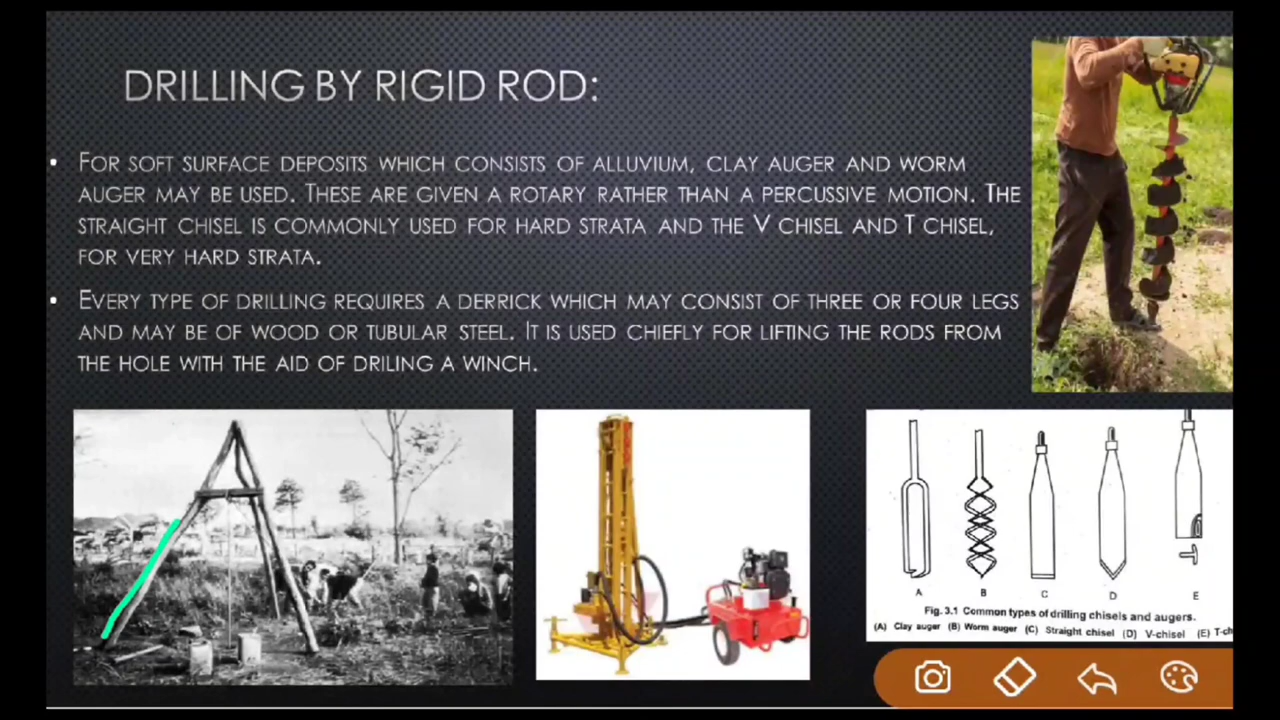 DRILLING BY RIGID ROD:
• FOR SOFT SURFACE DEPOSITS WHICH CONSISTS OF ALLUVIUM, CLAY AUGER AND WORM
AUGER MAY BE USED. THESE ARE GIVEN A ROTARY RATHER THAN A PERCUSSIVE MOTION. THE
STRAIGHT CHISEL IS COMMONLY USED FOR HARD STRATA AND THE V CHISEL AND T CHISEL,
FOR VERY HARD STRATA.
• EVERY TYPE OF DRILLING REQUIRES A DERRICK WHICH MAY CONSIST OF THREE OR FOUR LEGS
AND MAY BE OF WOOD OR TUBULAR STEEL. IT IS USED CHIEFLY FOR LIFTING THE RODS FROM
THE HOLE WITH THE AID OF DRILING A WINCH.
A B C D E
Fig. 3.1 Common types of drilling chisels and augers.
(A) Clay auger (B) Worm auger (C) Straight chisel (D) V-chisel (E) T-ch